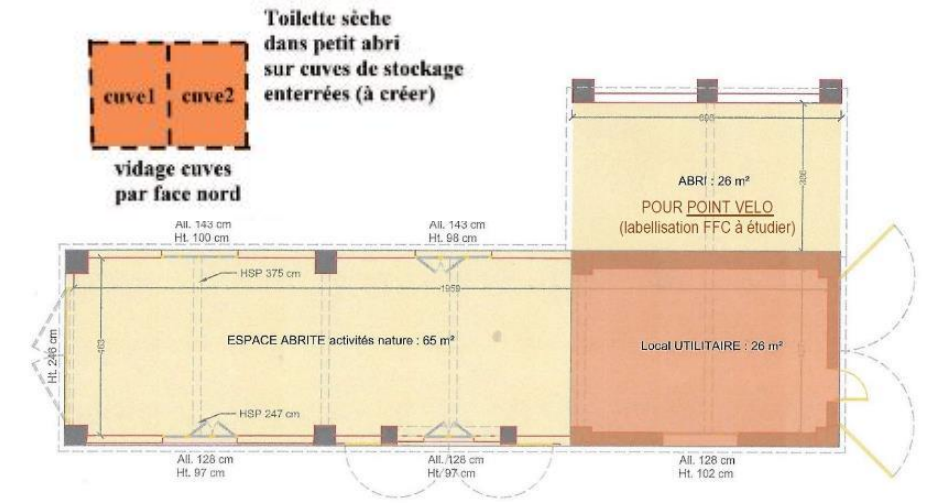 Toilette sèche
dans petit abri
sur cuves de stockage
enterrées (à créer)
cuve1
cuve2
vidage cuves
par face nord
ABRI : 26 m²
POUR POINT VELO
(labellisation FFC à étudier)
All. 143 cm
Ht. 100 cm
All. 143 cm
Ht. 98 cm
HSP 375 cm
1959
463
Ht. 246 cm
ESPACE ABRITE activités nature : 65 m²
Local UTILITAIRE : 26 m²
HSP 247 cm
All. 128 cm
Ht. 97 cm
All. 128 cm
Ht. 97 cm
All. 128 cm
Ht. 102 cm